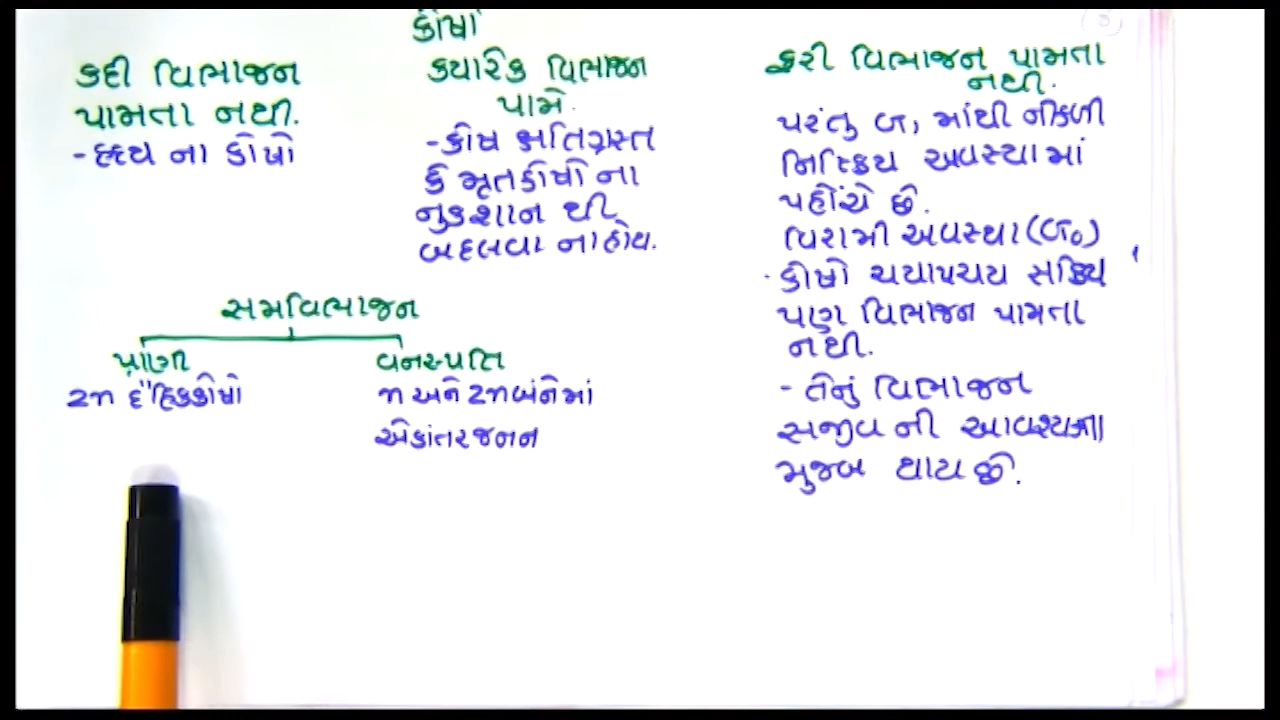 કોષો
કદી વિભાજન
પામતા નથી.
- હૃદય ના કોષો
ક્યારેક વિભાજન
પામે.
- કોષ ક્ષતિગ્રસ્ત
કે મૃતકોષો ના
નુકશાન થી
બદલવા ના હોય.
ફરી વિભાજન પામતા
નથી.
પરંતુ G₁ માંથી નીકળી
નિષ્ક્રિય અવસ્થામાં
પહોંચે છે.
વિરામી અવસ્થા (G₀)
કોષો ચયાપચય સક્રિય
પણ વિભાજન પામતા
નથી.
- તેનું વિભાજન
સજીવ ની આવશ્યકતા
મુજબ થાય છે.
સમવિભાજન
પ્રાણી
2n દૈહિકકોષો
વનસ્પતિ
n અને 2n બંનેમાં
એકાંતરજનન